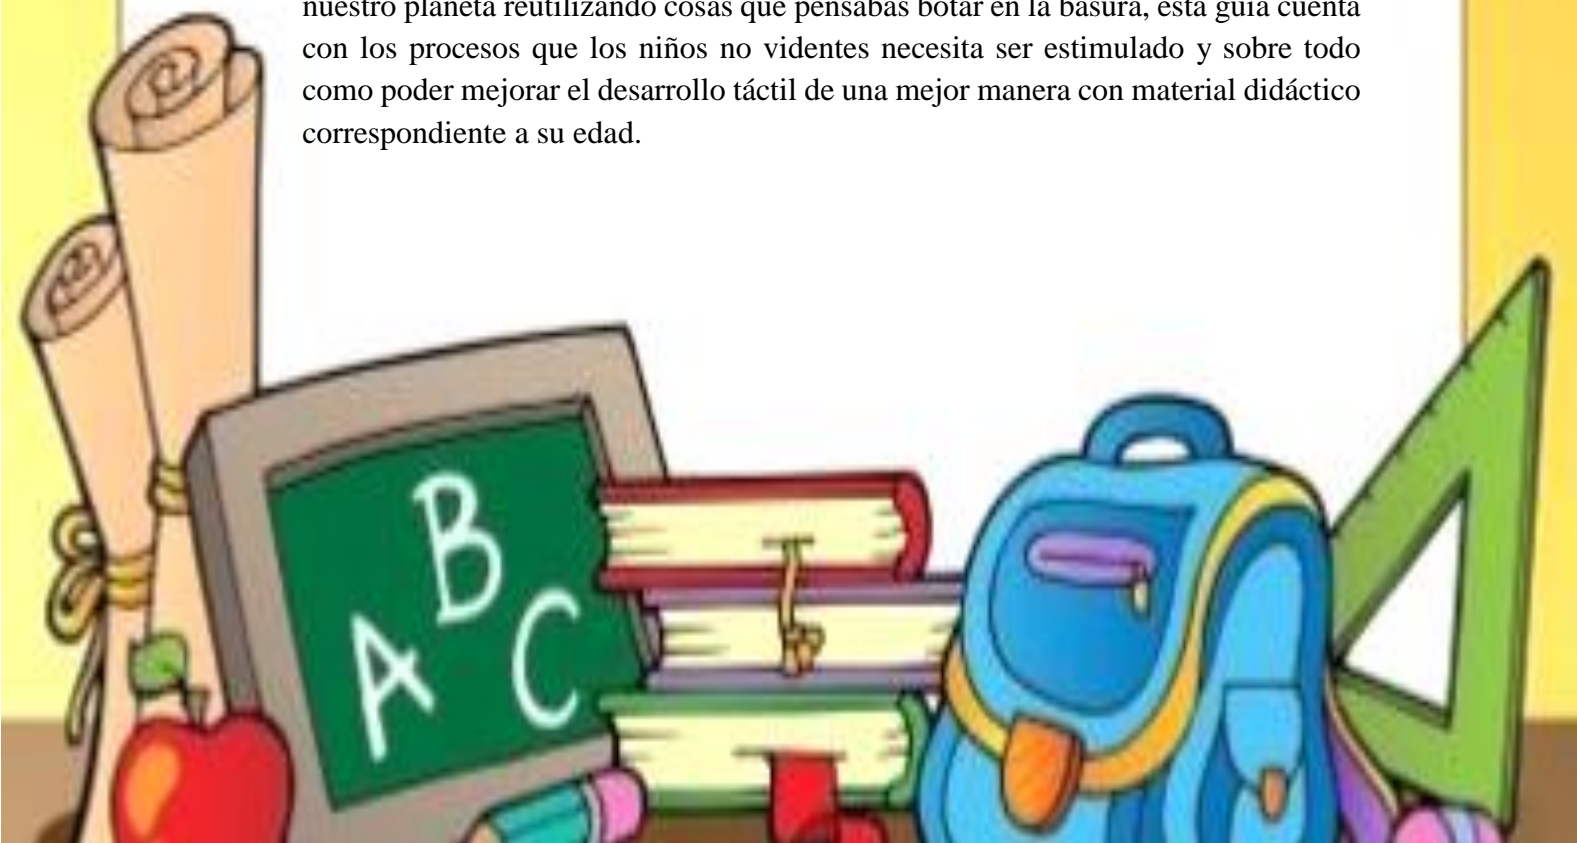 nuestro planeta reutilizando cosas que pensabas botar en la basura, esta guía cuenta
con los procesos que los niños no videntes necesita ser estimulado y sobre todo
como poder mejorar el desarrollo táctil de una mejor manera con material didáctico
correspondiente a su edad.
B
A C